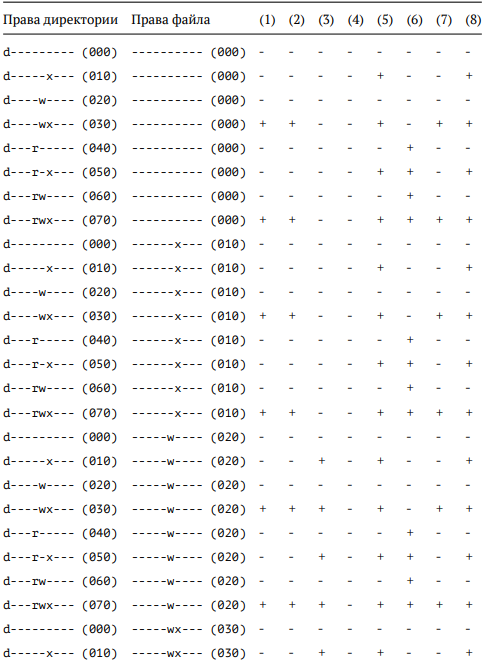 Права директории Права файла (1) (2) (3) (4) (5) (6) (7) (8)
d--------- (000) ---------- (000) - - - - - - - -
d-----x--- (010) ---------- (000) - - - - + - - +
d----w---- (020) ---------- (000) - - - - - - - -
d----wx--- (030) ---------- (000) + + - - + - + +
d---r----- (040) ---------- (000) - - - - - + - -
d---r-x--- (050) ---------- (000) - - - - + + - +
d---rw---- (060) ---------- (000) - - - - - + - -
d---rwx--- (070) ---------- (000) + + - - + + + +
d--------- (000) ------x--- (010) - - - - - - - -
d-----x--- (010) ------x--- (010) - - - - + - - +
d----w---- (020) ------x--- (010) - - - - - - - -
d----wx--- (030) ------x--- (010) + + - - + - + +
d---r----- (040) ------x--- (010) - - - - - + - -
d---r-x--- (050) ------x--- (010) - - - - + + - +
d---rw---- (060) ------x--- (010) - - - - - + - -
d---rwx--- (070) ------x--- (010) + + - - + + + +
d--------- (000) -----w---- (020) - - - - - - - -
d-----x--- (010) -----w---- (020) - - + - + - - +
d----w---- (020) -----w---- (020) - - - - - - - -
d----wx--- (030) -----w---- (020) + + + - + - + +
d---r----- (040) -----w---- (020) - - - - - + - -
d---r-x--- (050) -----w---- (020) - - + - + + - +
d---rw---- (060) -----w---- (020) - - - - - + - -
d---rwx--- (070) -----w---- (020) + + + - + + + +
d--------- (000) -----wx--- (030) - - - - - - - -
d-----x--- (010) -----wx--- (030) - - + - + - - +